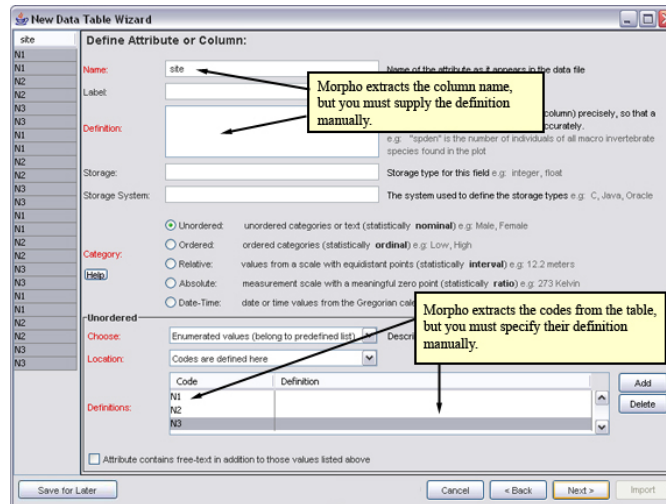 New Data Table Wizard
site
N1
N1
N2
N2
N3
N3
N1
N1
N2
N2
N3
N3
N1
N1
N2
N2
N3
N3
N1
N1
N2
N2
N3
N3
Define Attribute or Column:
Name: site Name of the attribute as it appears in the data file
Morpho extracts the column name,
but you must supply the definition
manually.
Label:
Definition: column) precisely, so that a
curately.
e.g: "spden" is the number of individuals of all macro invertebrate
species found in the plot
Storage: Storage type for this field e.g: integer, float
Storage System: The system used to define the storage types e.g: C, Java, Oracle
Category:
Help
Unordered: unordered categories or text (statistically nominal) e.g: Male, Female
Ordered: ordered categories (statistically ordinal) e.g: Low, High
Relative: values from a scale with equidistant points (statistically interval) e.g: 12.2 meters
Absolute: measurement scale with a meaningful zero point (statistically ratio) e.g: 273 Kelvin
Date-Time: date or time values from the Gregorian cale
Morpho extracts the codes from the table,
but you must specify their definition
manually.
Unordered
Choose: Enumerated values (belong to predefined list) Descri
Location: Codes are defined here
Definitions:
Code Definition
N1
N2
N3
Add
Delete
Attribute contains free-text in addition to those values listed above
Save for Later Cancel < Back Next > Import